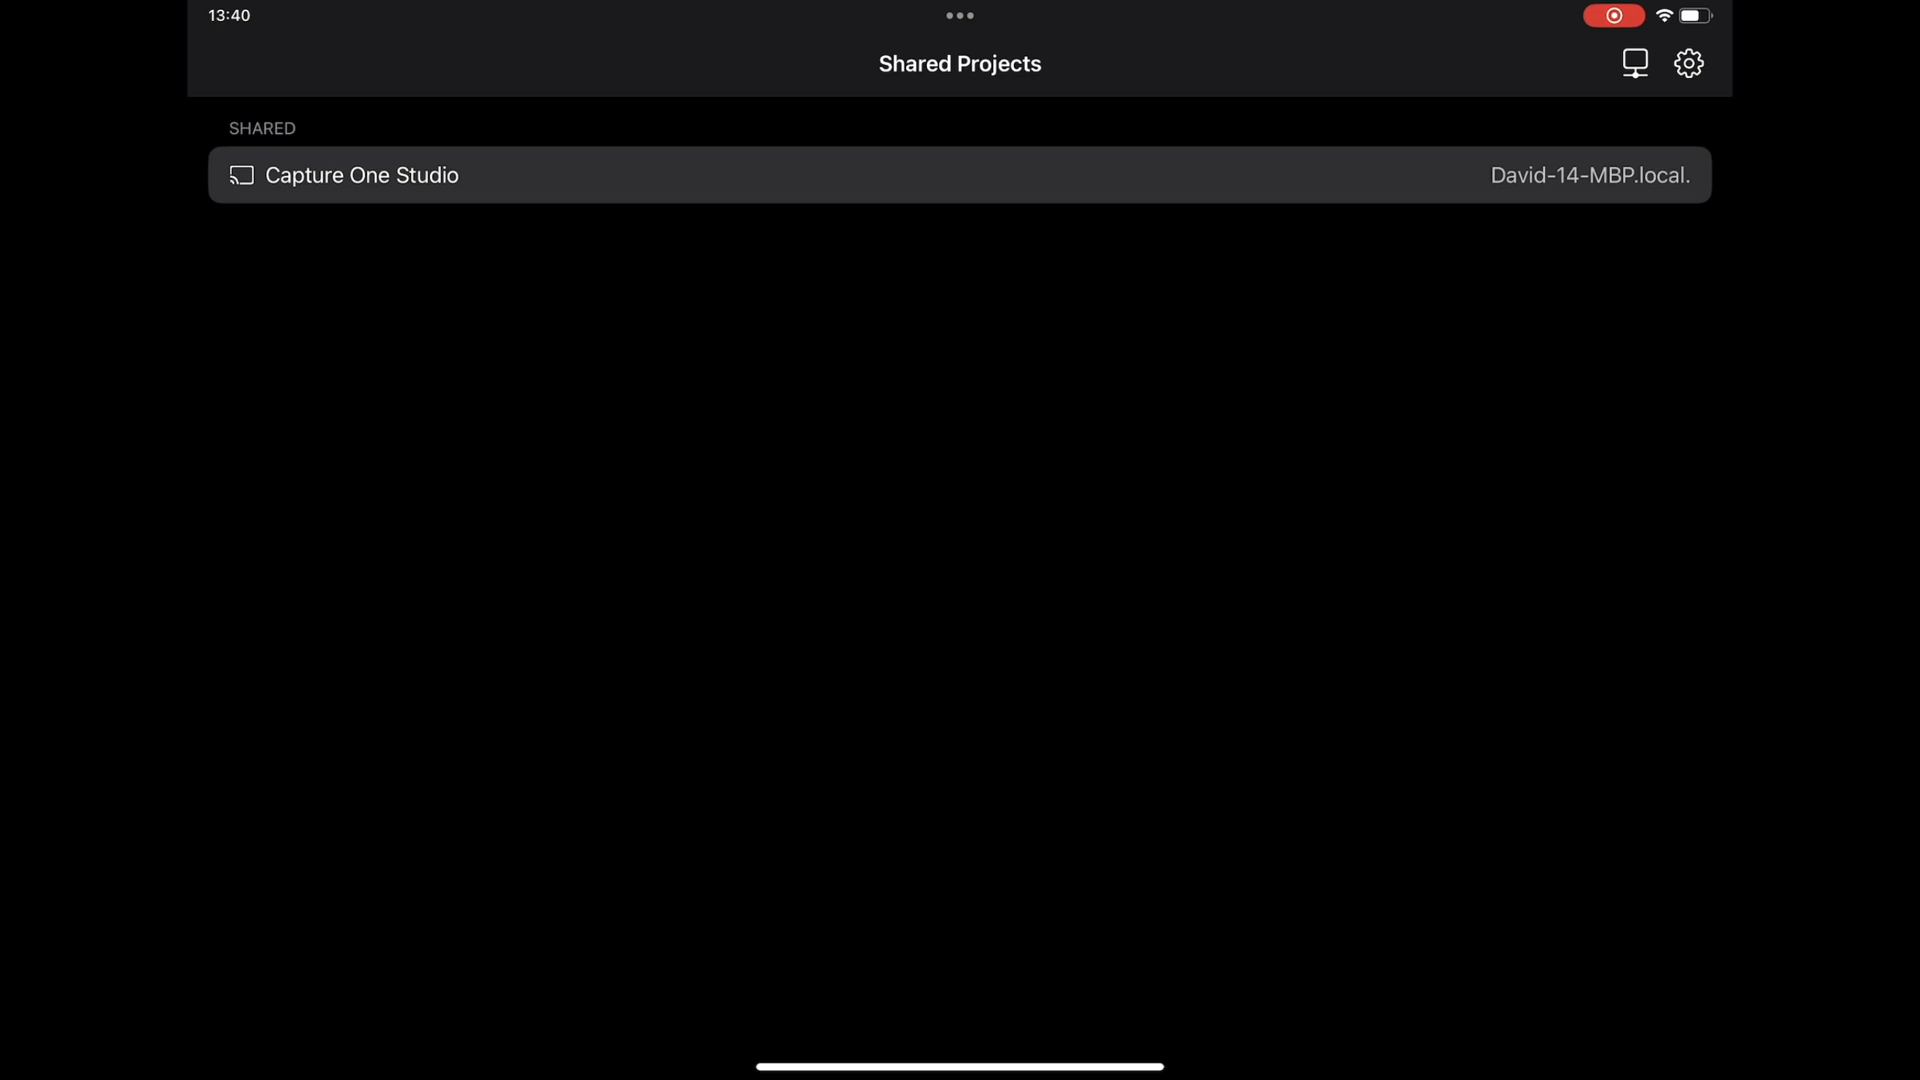 13:40
Shared Projects
SHARED
Capture One Studio
David-14-MBP.local.